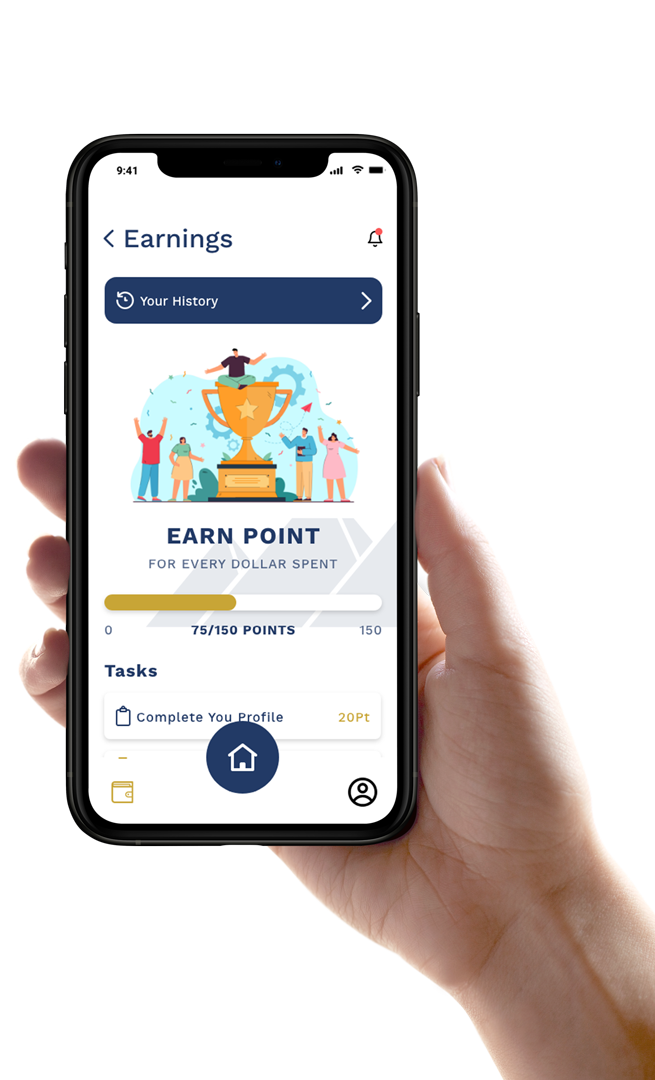 9:41
Earnings
Your History
EARN POINT
FOR EVERY DOLLAR SPENT
0 75/150 POINTS 150
Tasks
Complete You Profile 20Pt